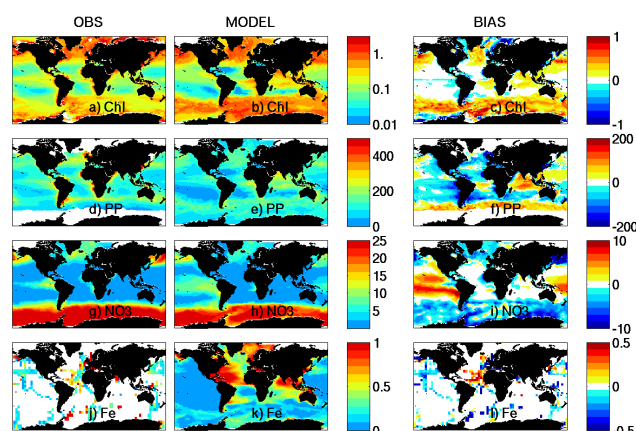 OBS MODEL BIAS
a) Chl b) Chl c) Chl
1. 0.1 0.01
1 0 -1
d) PP e) PP f) PP
400 200 0
200 0 -200
g) NO3 h) NO3 i) NO3
25 20 15 10 5
10 0 -10
j) Fe k) Fe l) Fe
1 0.5 0
0.5 0 -0.5